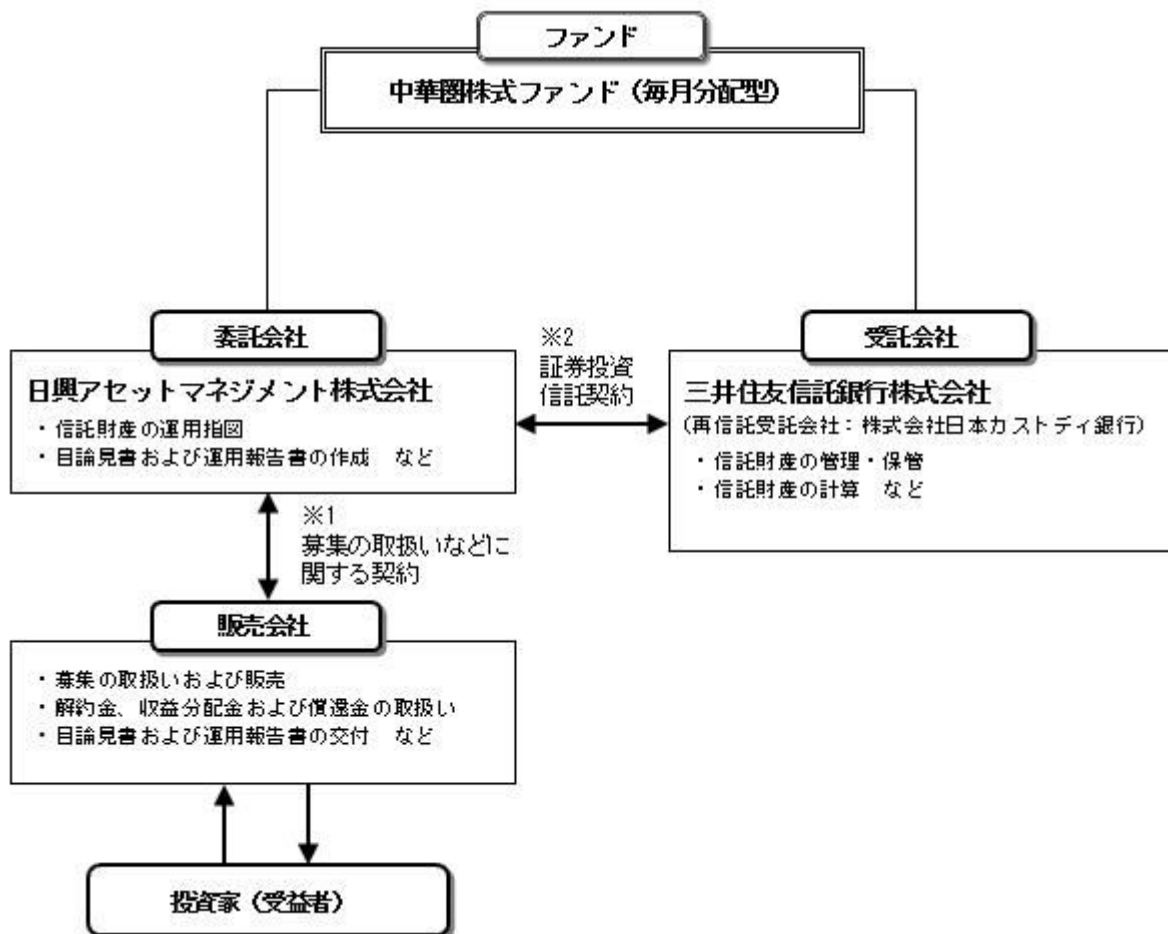 ファンド
中華圏株式ファンド（毎月分配型）
委託会社
日興アセットマネジメント株式会社
・信託財産の運用指図
・目論見書および運用報告書の作成　など
※2
証券投資
信託契約
受託会社
三井住友信託銀行株式会社
（再信託受託会社：株式会社日本カストディ銀行）
・信託財産の管理・保管
・信託財産の計算　など
※1
募集の取扱いなどに
関する契約
販売会社
・募集の取扱いおよび販売
・解約金、収益分配金および償還金の取扱い
・目論見書および運用報告書の交付　など
投資家（受益者）